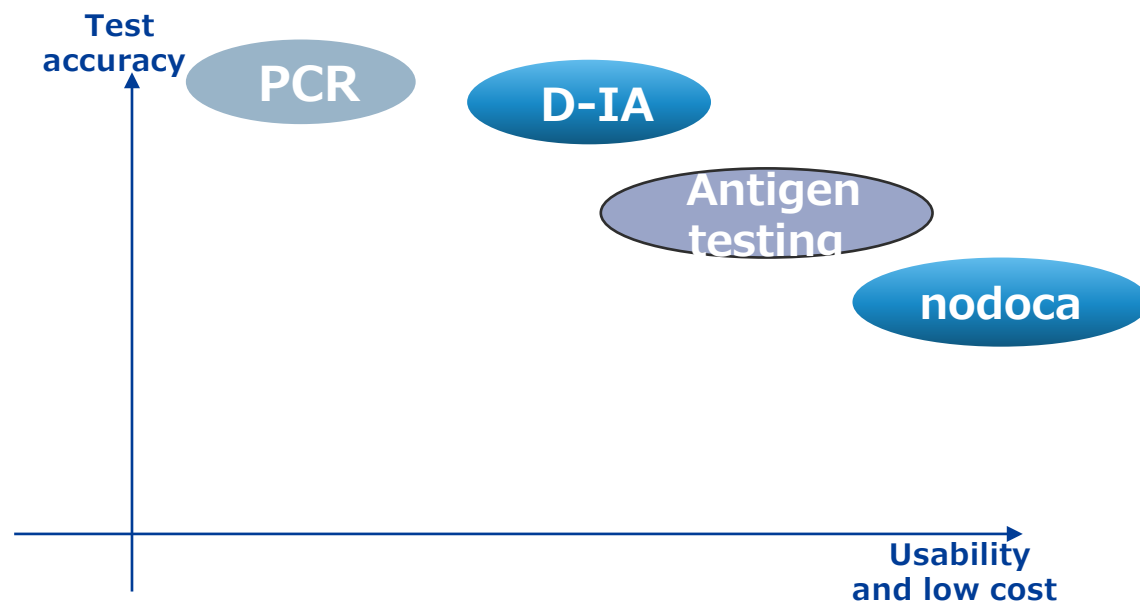 Test
accuracy
PCR
D-IA
Antigen
testing
nodoca
Usability
and low cost